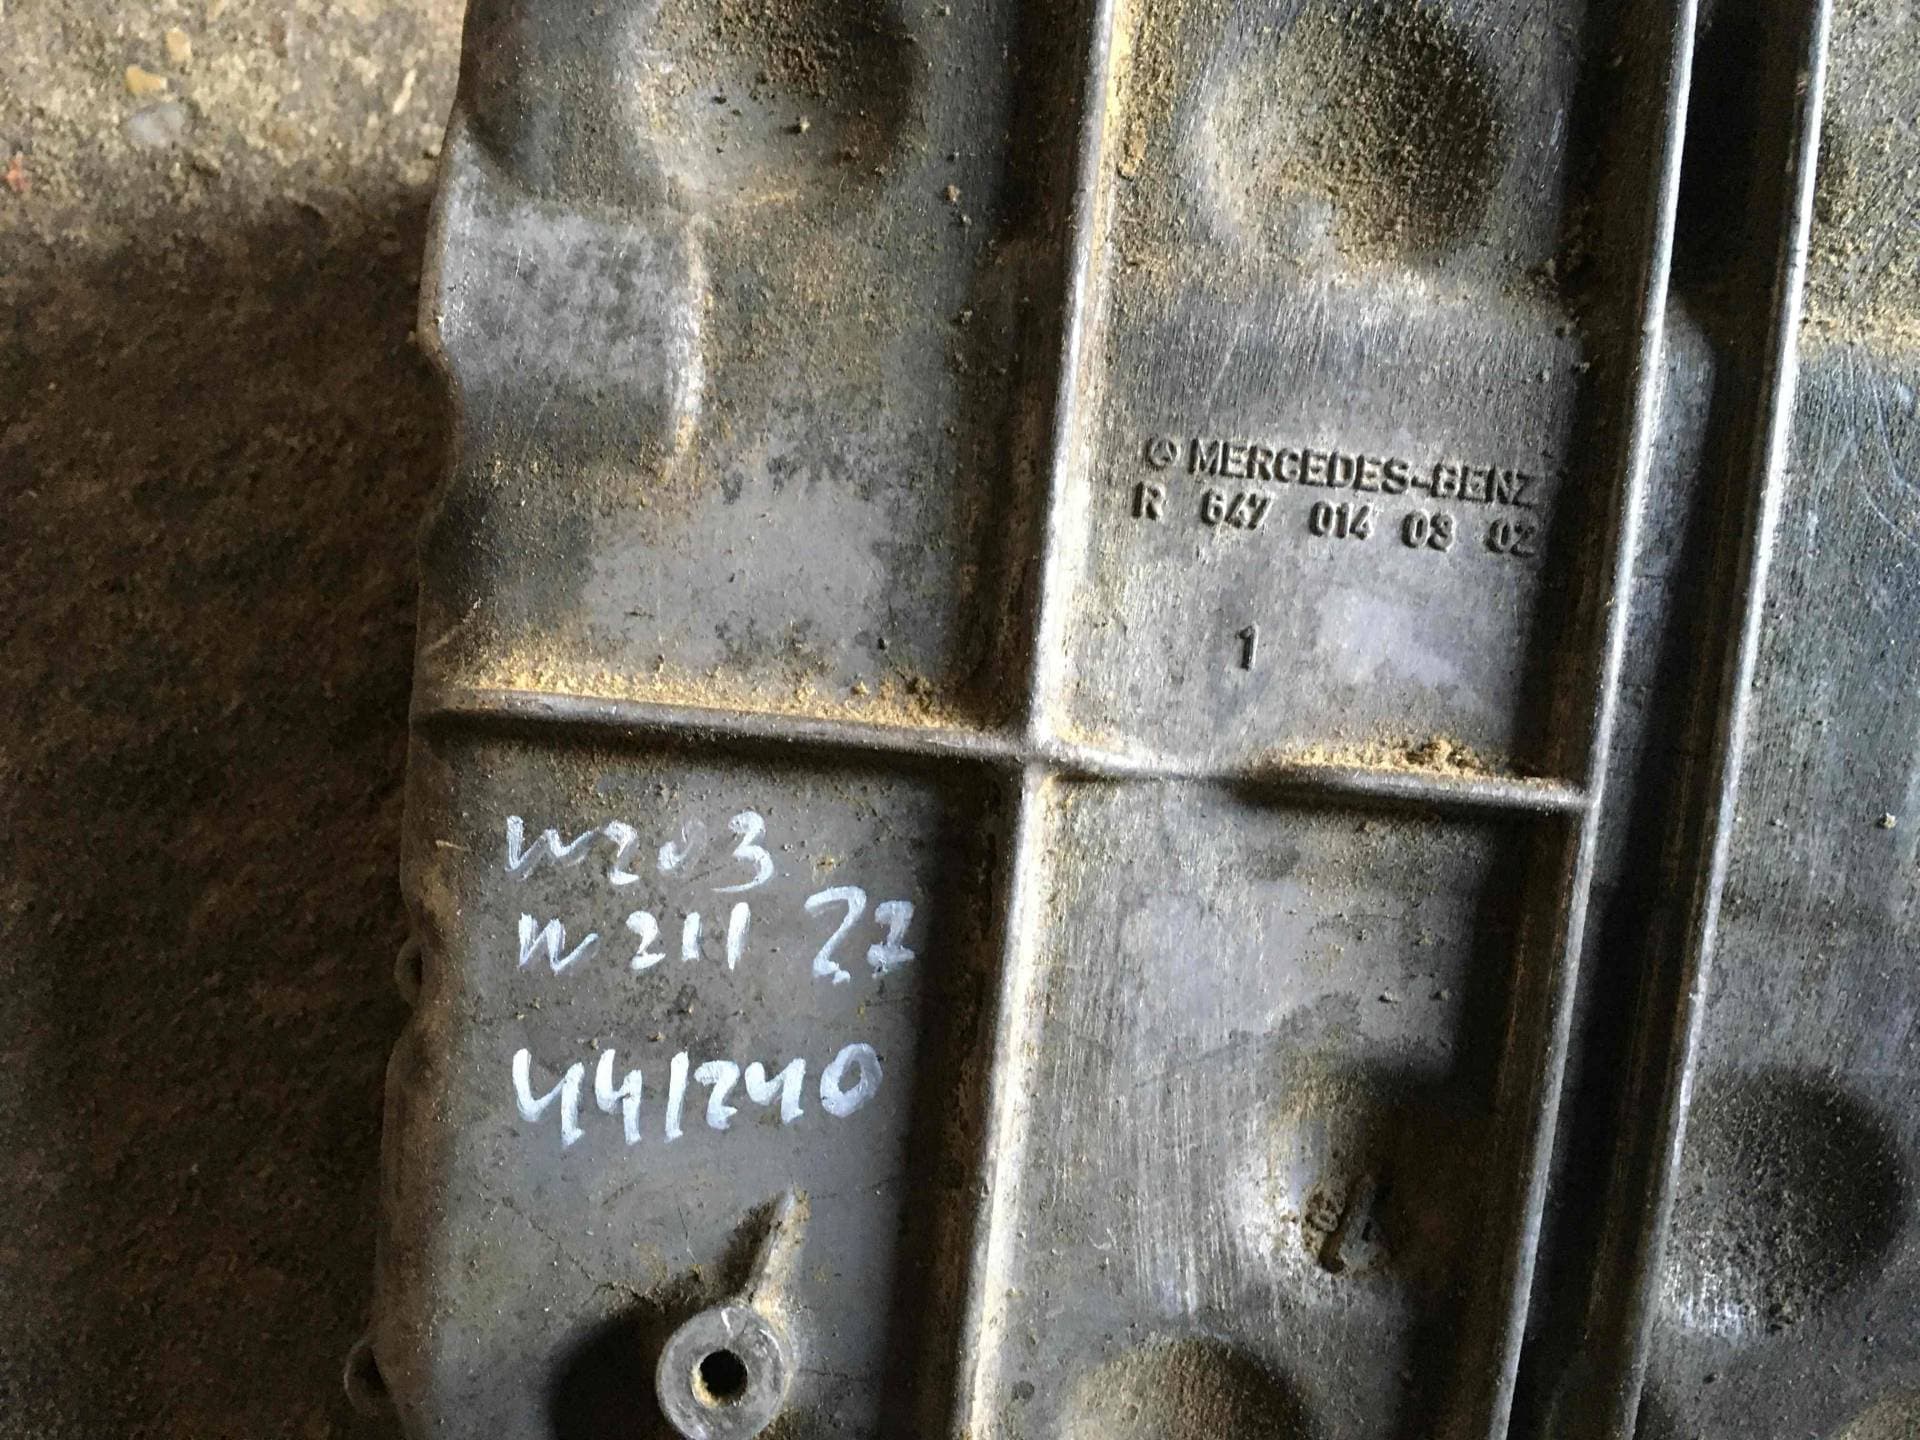 MERCEDES-BENZ
R 647 014 03 02
1
W203
W211 22
441240